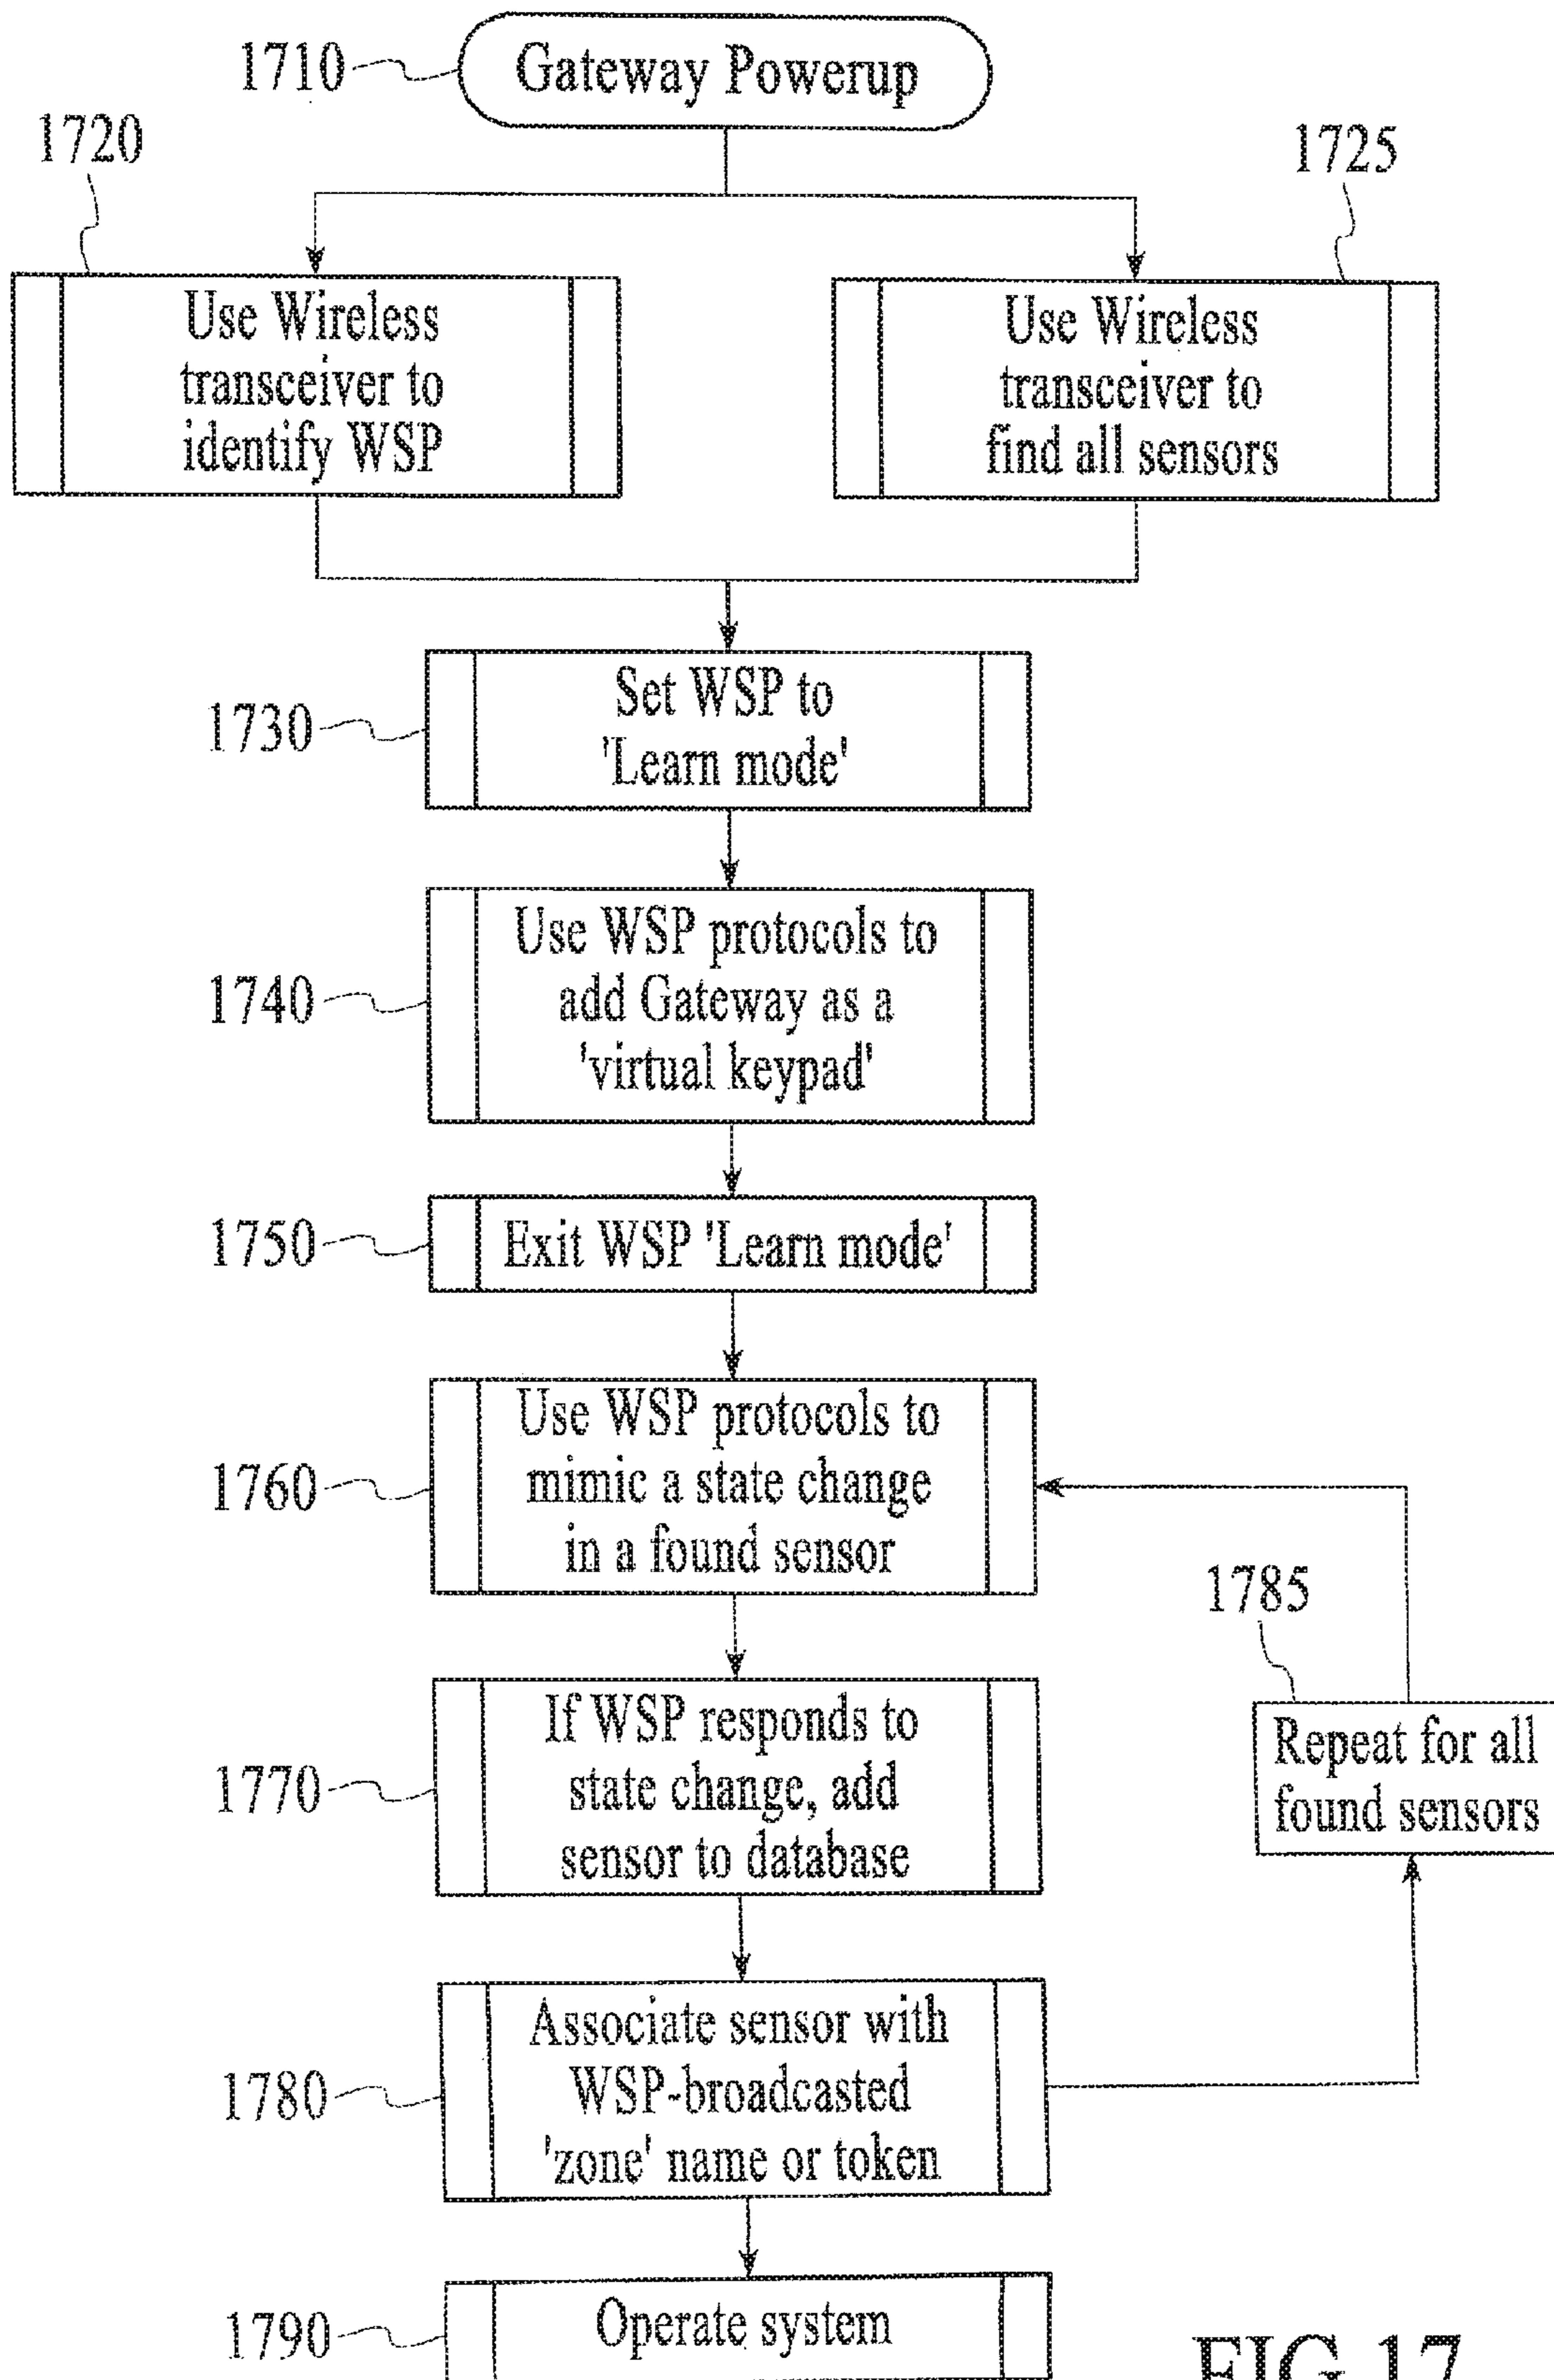 1710
Gateway Powerup
1720
1725
Use Wireless
transceiver to
identify WSP
Use Wireless
transceiver to
find all sensors
1730
Set WSP to
'Learn mode'
1740
Use WSP protocols to
add Gateway as a
'virtual keypad'
1750
Exit WSP 'Learn mode'
1760
Use WSP protocols to
mimic a state change
in a found sensor
1785
Repeat for all
found sensors
1770
If WSP responds to
state change, add
sensor to database
1780
Associate sensor with
WSP-broadcasted
'zone' name or token
1790
Operate system
FIG.17